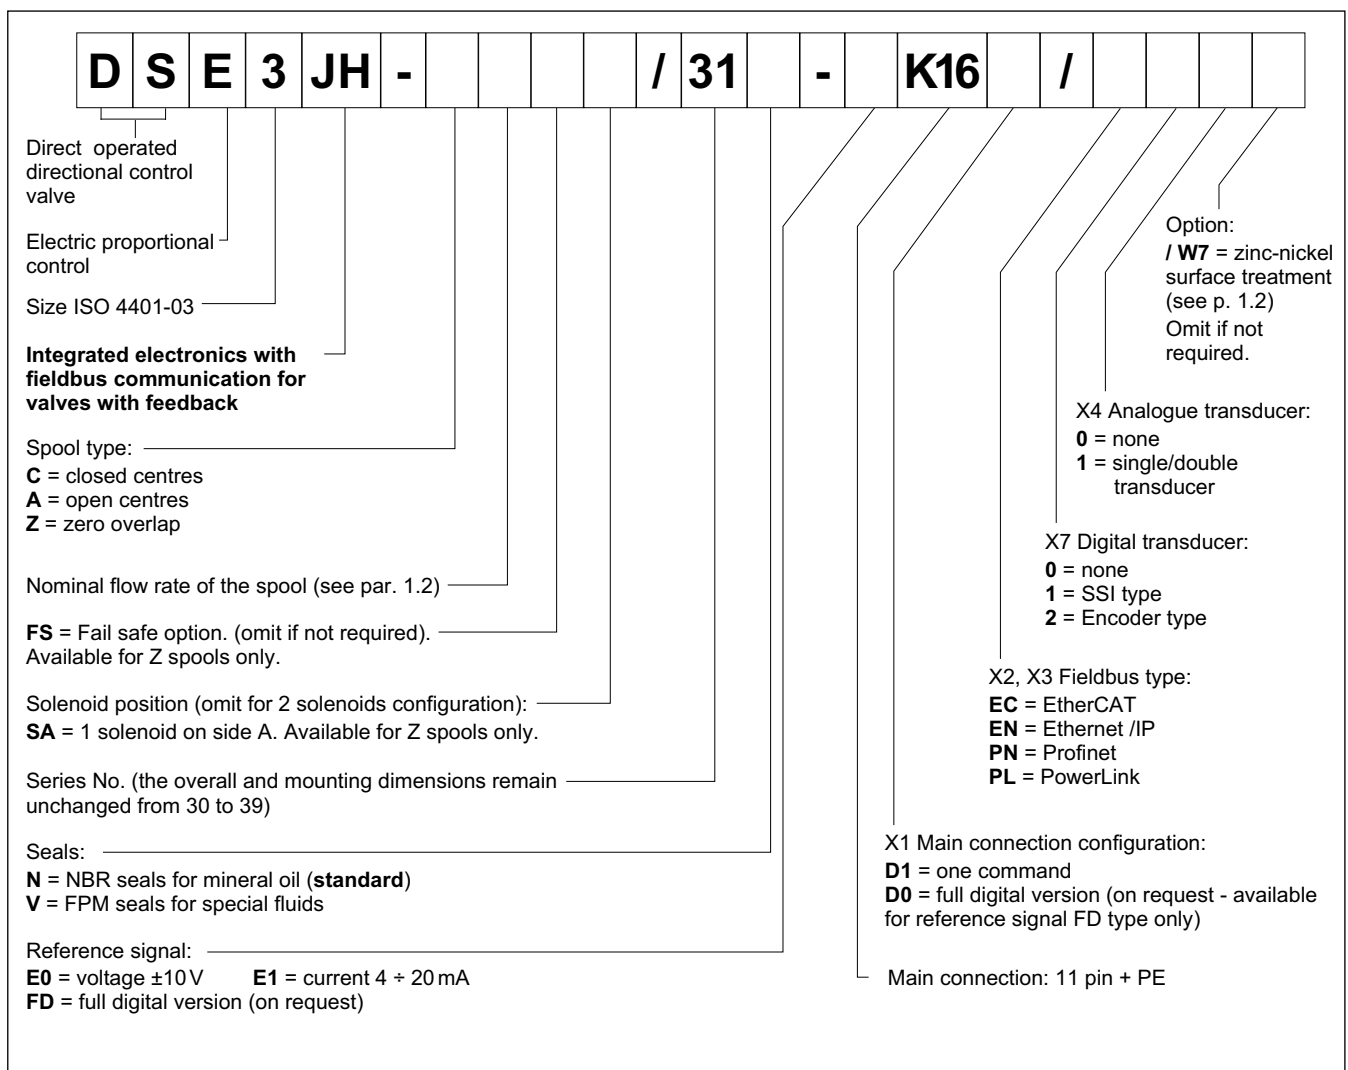 D S E 3 JH - / 31 - K16 /
Direct operated
directional control
valve
Electric proportional
control
Size ISO 4401-03
Integrated electronics with
fieldbus communication for
valves with feedback
Spool type:
C = closed centres
A = open centres
Z = zero overlap
Nominal flow rate of the spool (see par. 1.2)
FS = Fail safe option. (omit if not required).
Available for Z spools only.
Solenoid position (omit for 2 solenoids configuration):
SA = 1 solenoid on side A. Available for Z spools only.
Series No. (the overall and mounting dimensions remain
unchanged from 30 to 39)
Seals:
N = NBR seals for mineral oil (standard)
V = FPM seals for special fluids
Reference signal:
E0 = voltage ±10 V E1 = current 4 ÷ 20 mA
FD = full digital version (on request)
Option:
/ W7 = zinc-nickel
surface treatment
(see p. 1.2)
Omit if not
required.
X4 Analogue transducer:
0 = none
1 = single/double
transducer
X7 Digital transducer:
0 = none
1 = SSI type
2 = Encoder type
X2, X3 Fieldbus type:
EC = EtherCAT
EN = Ethernet /IP
PN = Profinet
PL = PowerLink
X1 Main connection configuration:
D1 = one command
D0 = full digital version (on request - available
for reference signal FD type only)
Main connection: 11 pin + PE